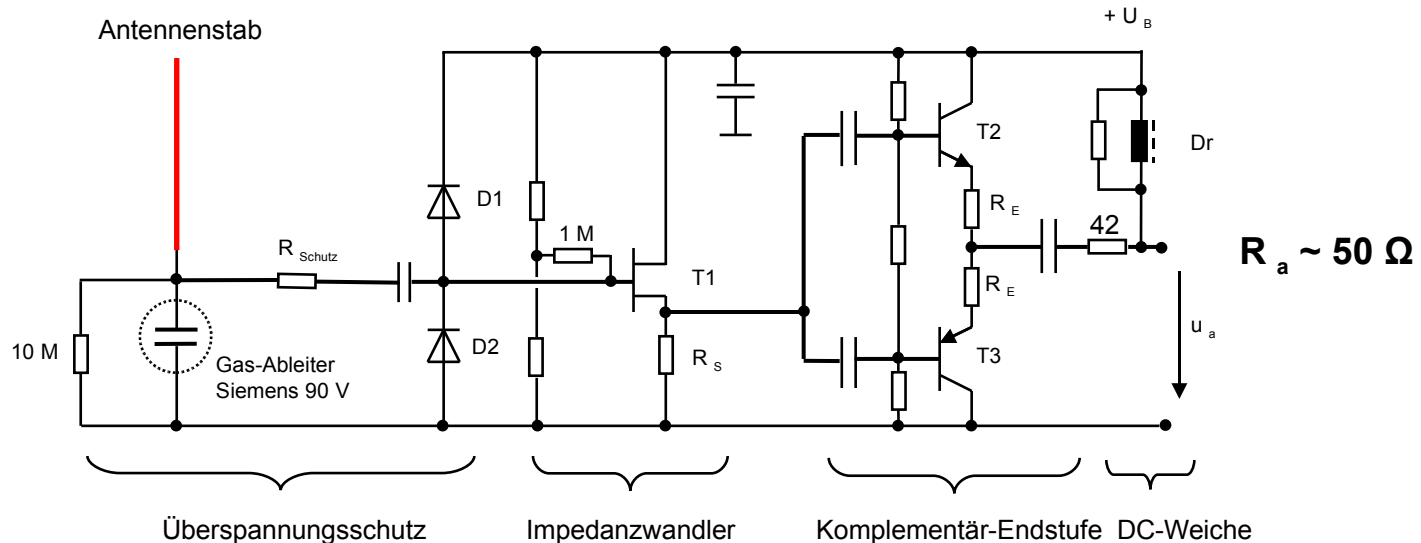 + U B
Antennenstab
T2
Dr
D1
R E
1 M
42
R Schutz
T1
R a ~ 50 Ω
R E
u a
10 M
D2
R S
T3
Gas-Ableiter
Siemens 90 V
Überspannungsschutz
Impedanzwandler
Komplementär-Endstufe
DC-Weiche